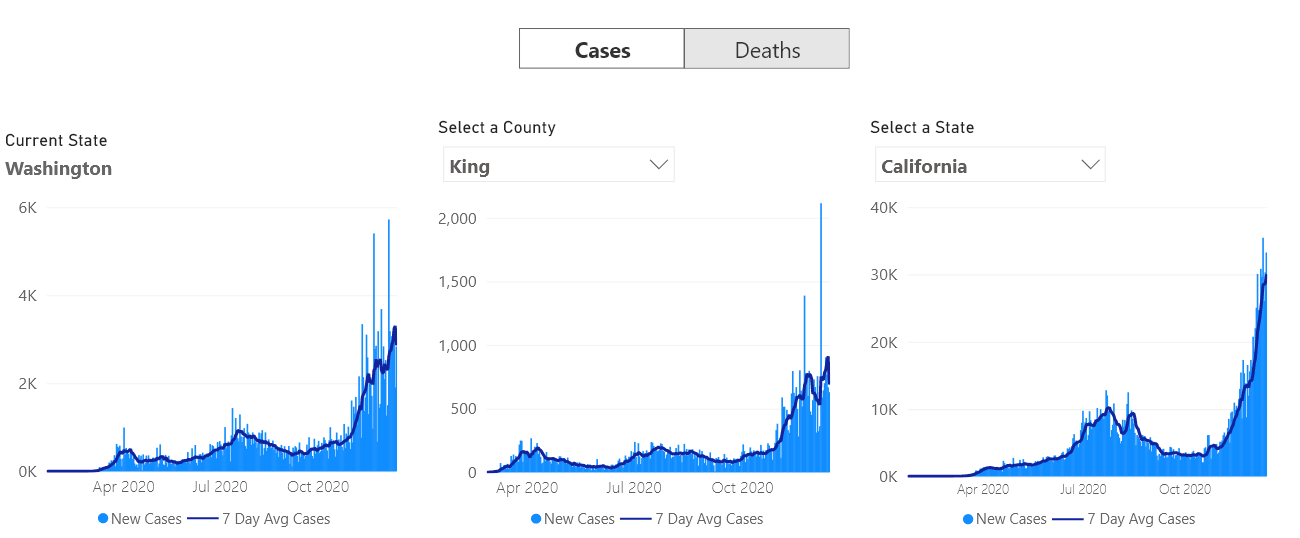 Cases
Deaths
Current State
Washington
6K
4K
2K
0K
Apr 2020
Jul 2020
Oct 2020
New Cases
7 Day Avg Cases
Select a County
King
2,000
1,500
1,000
500
0
Apr 2020
Jul 2020
Oct 2020
New Cases
7 Day Avg Cases
Select a State
California
40K
30K
20K
10K
0K
Apr 2020
Jul 2020
Oct 2020
New Cases
7 Day Avg Cases